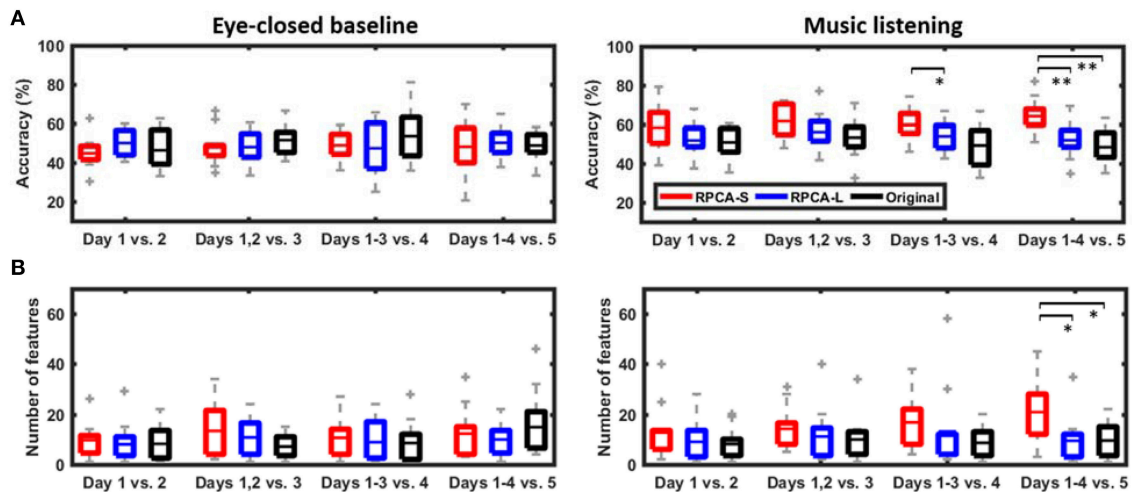 A
Eye-closed baseline
Music listening
Accuracy (%)
100
80
60
40
20
Day 1 vs. 2
Days 1,2 vs. 3
Days 1-3 vs. 4
Days 1-4 vs. 5
Accuracy (%)
100
80
60
40
20
*
**
**
RPCA-S
RPCA-L
Original
Day 1 vs. 2
Days 1,2 vs. 3
Days 1-3 vs. 4
Days 1-4 vs. 5
B
Number of features
60
40
20
0
Day 1 vs. 2
Days 1,2 vs. 3
Days 1-3 vs. 4
Days 1-4 vs. 5
Number of features
60
40
20
0
*
*
Day 1 vs. 2
Days 1,2 vs. 3
Days 1-3 vs. 4
Days 1-4 vs. 5